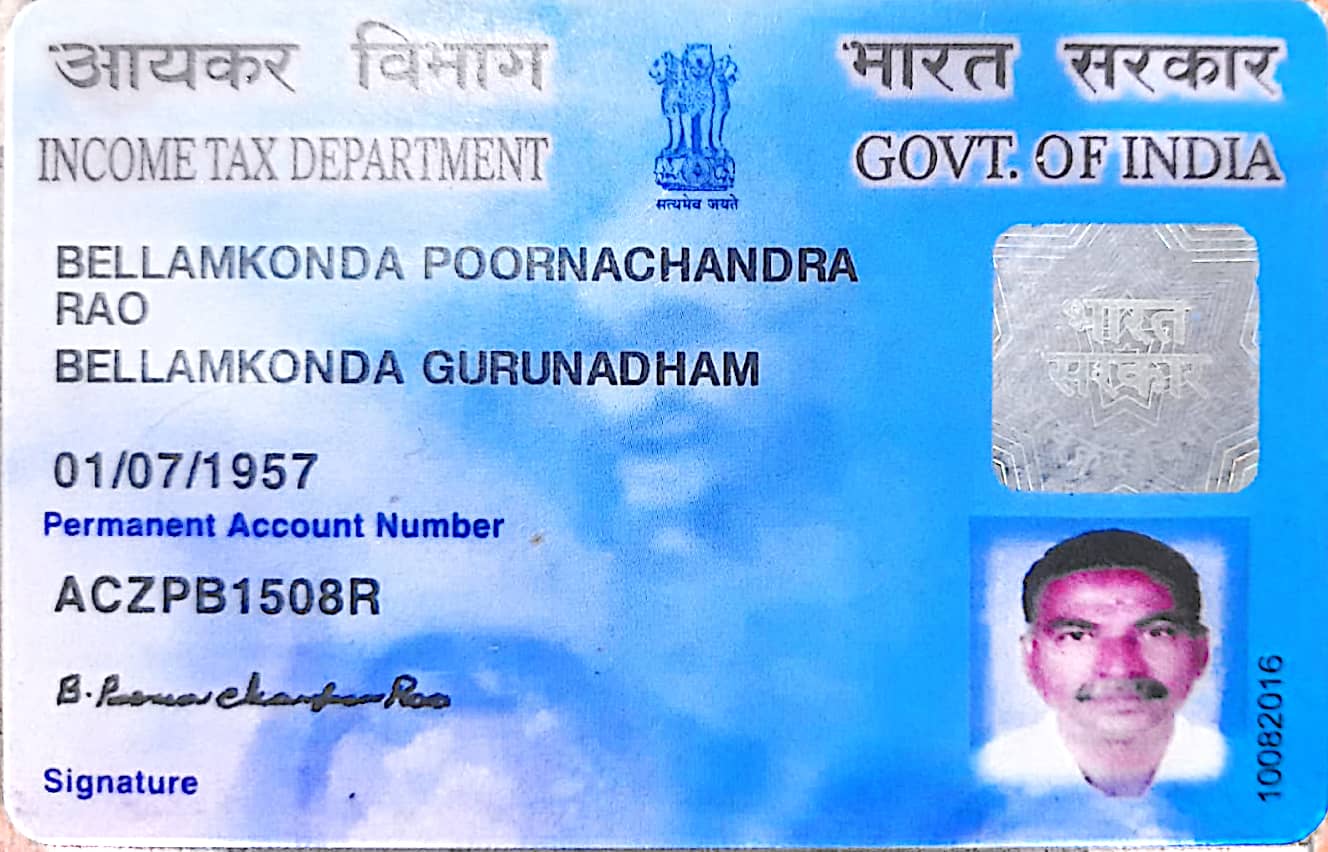 आयकर विभाग
भारत सरकार
INCOME TAX DEPARTMENT
GOVT. OF INDIA
सत्यमेव जयते
BELLAMKONDA POORNACHANDRA
RAO
BELLAMKONDA GURUNADHAM
भारत
सरकार
01/07/1957
Permanent Account Number
ACZPB1508R
B. Poornachandra Rao
Signature
10082016